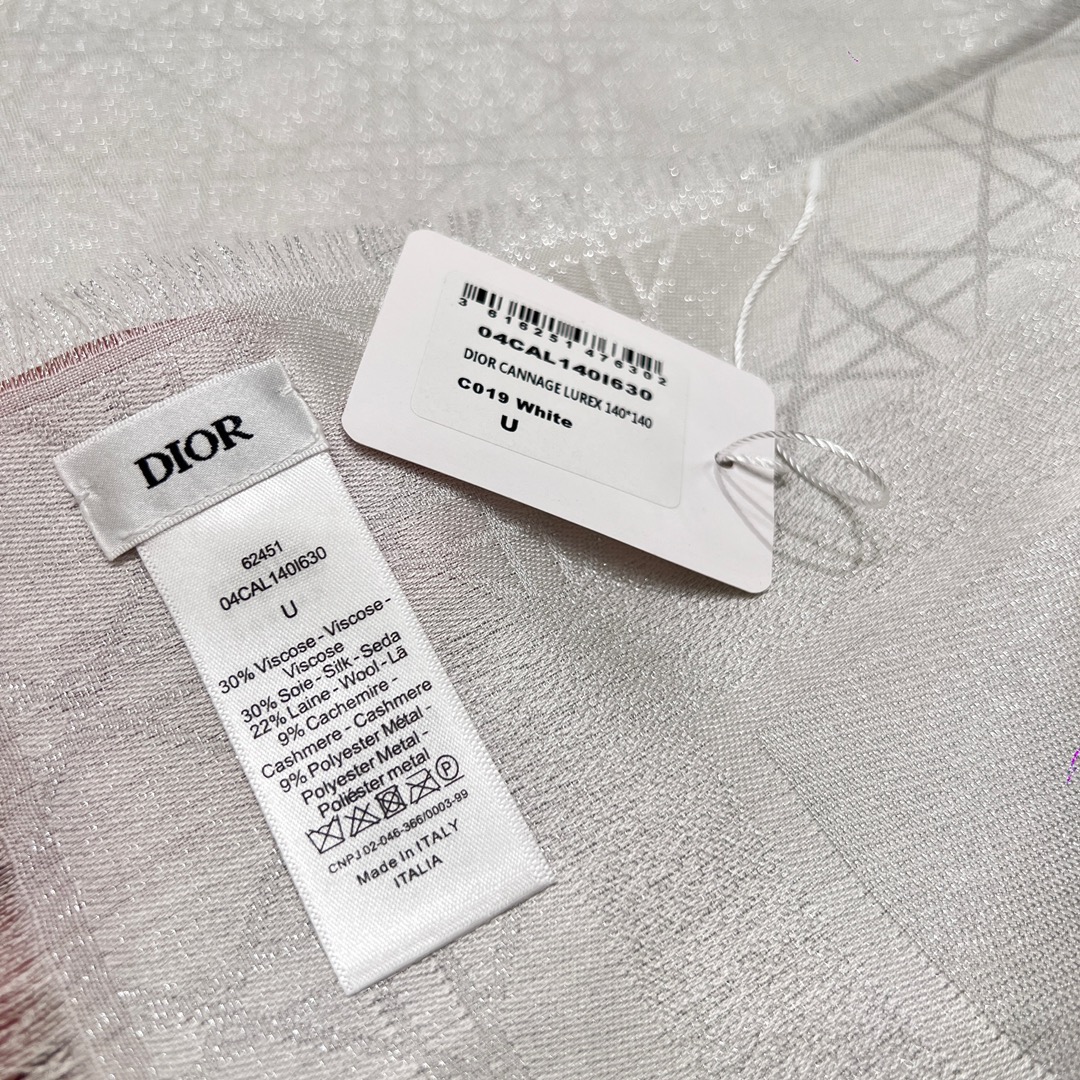 3 616251 476302
04CAL140I630
DIOR CANNAGE LUREX 140*140
C019 White
U
DIOR
62451
04CAL140I630
U
30% Viscose - Viscose -
Viscose
30% Soie - Silk - Seda
22% Laine - Wool - Lã
9% Cachemire -
Cashmere - Cashmere
9% Polyester Métal -
Polyester Metal -
Poliéster metal
P
CNPJ.02-046-366/0003-99
Made in ITALY
ITALIA